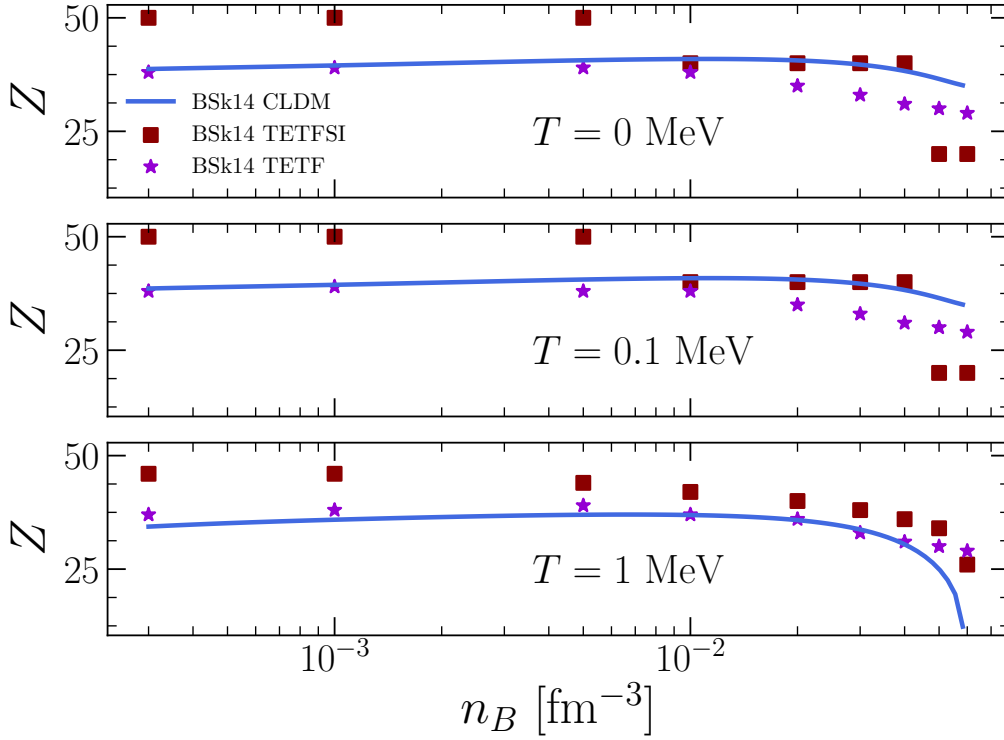 50
Z
25
BSk14 CLDM
BSk14 TETFSI
BSk14 TETF
T = 0 MeV
50
Z
25
T = 0.1 MeV
50
Z
25
T = 1 MeV
10⁻³
10⁻²
n_B [fm⁻³]